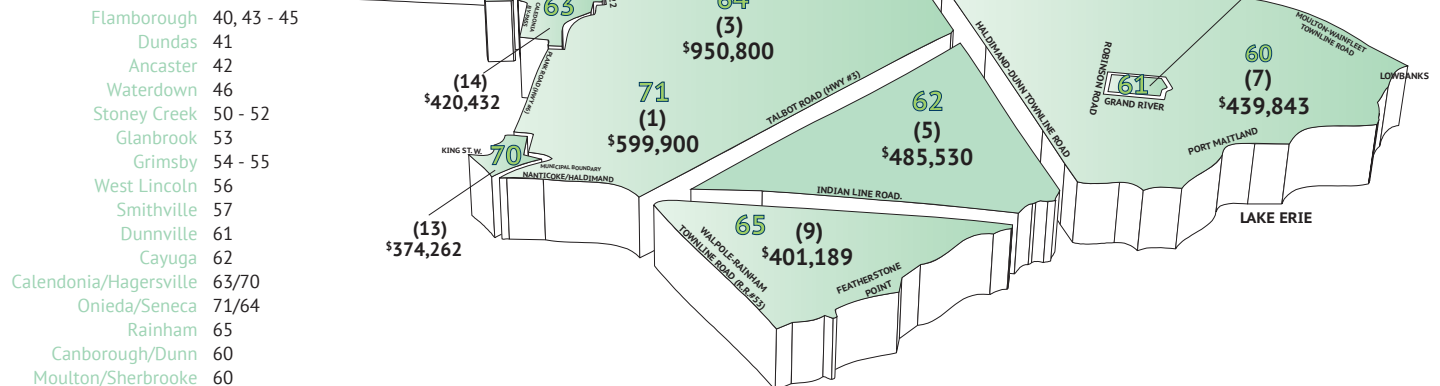 Flamborough 40, 43 - 45
Dundas 41
Ancaster 42
Waterdown 46
Stoney Creek 50 - 52
Glanbrook 53
Grimsby 54 - 55
West Lincoln 56
Smithville 57
Dunnville 61
Cayuga 62
Calendonia/Hagersville 63/70
Onieda/Seneca 71/64
Rainham 65
Canborough/Dunn 60
Moulton/Sherbrooke 60
63
CALEDONIA
64
(3)
$950,800
(14)
$420,432
PLANK ROAD (HWY #6)
71
(1)
$599,900
TALBOT ROAD (HWY #3)
KING ST. W.
70
MUNICIPAL BOUNDARY
NANTICOKE/HALDIMAND
(13)
$374,262
62
(5)
$485,530
INDIAN LINE ROAD.
HALDIMAND-DUNN TOWNLINE ROAD
65
(9)
$401,189
WALPOLE-RAINHAM
TOWNLINE ROAD (R.R.#53)
FEATHERSTONE
POINT
MOULTON-WAINFLEET
TOWNLINE ROAD
60
(7)
$439,843
LOWBANKS
ROBINSON ROAD
61
GRAND RIVER
PORT MAITLAND
LAKE ERIE